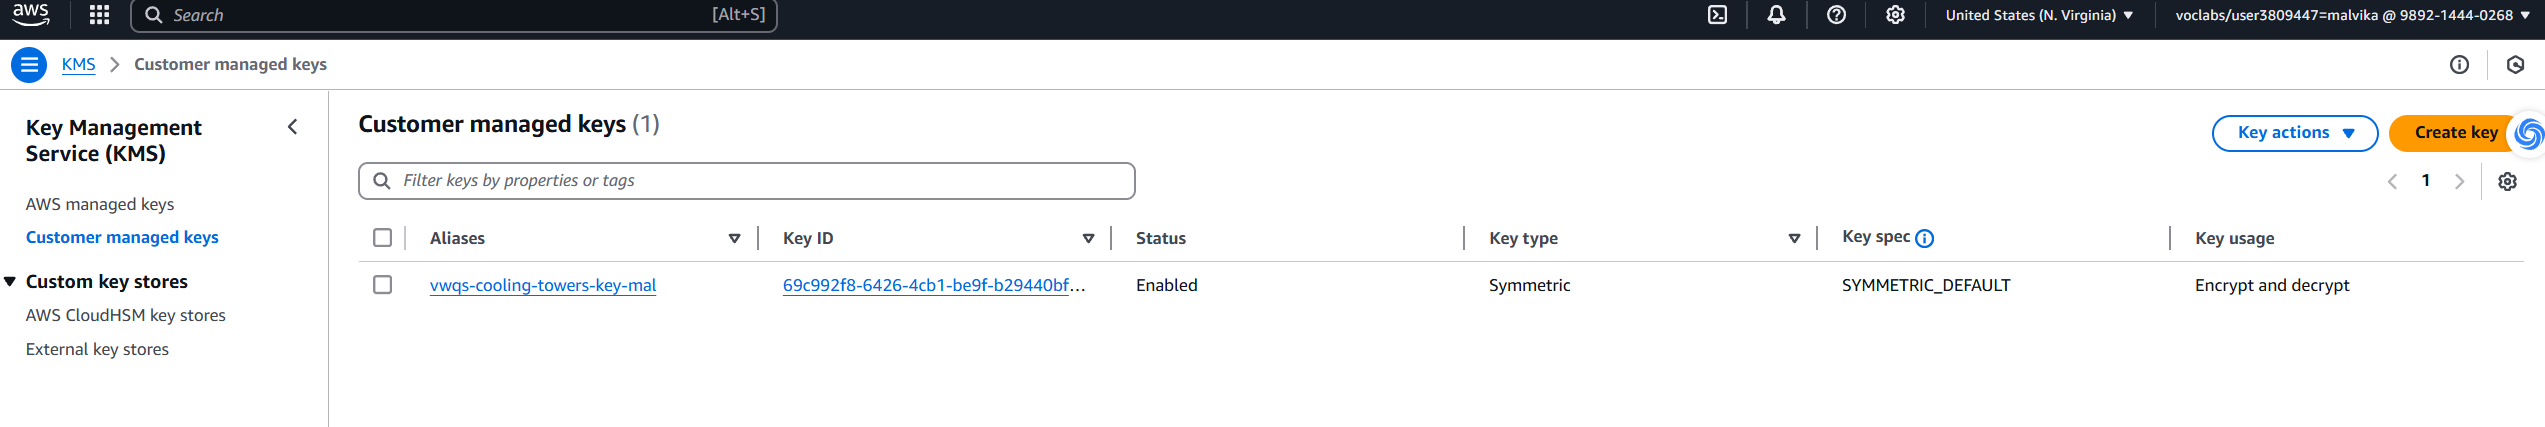 aws
Search [Alt+S] United States (N. Virginia) voclabs/user3809447=malvika @ 9892-1444-0268
KMS > Customer managed keys
Key Management
Service (KMS)
AWS managed keys
Customer managed keys
Custom key stores
AWS CloudHSM key stores
External key stores
Customer managed keys (1)
Key actions Create key
Filter keys by properties or tags
1
Aliases Key ID Status Key type Key spec Key usage
vwqs-cooling-towers-key-mal 69c992f8-6426-4cb1-be9f-b29440bf... Enabled Symmetric SYMMETRIC_DEFAULT Encrypt and decrypt